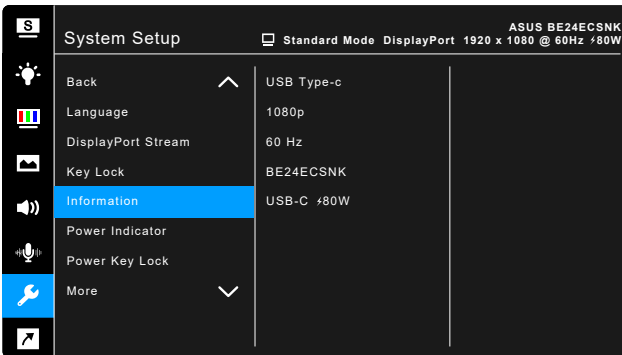 S
System Setup
ASUS BE24ECSNK
Standard Mode DisplayPort 1920 x 1080 @ 60Hz ⚡80W
Back
Language
DisplayPort Stream
Key Lock
Information
Power Indicator
Power Key Lock
More
USB Type-c
1080p
60 Hz
BE24ECSNK
USB-C ⚡80W